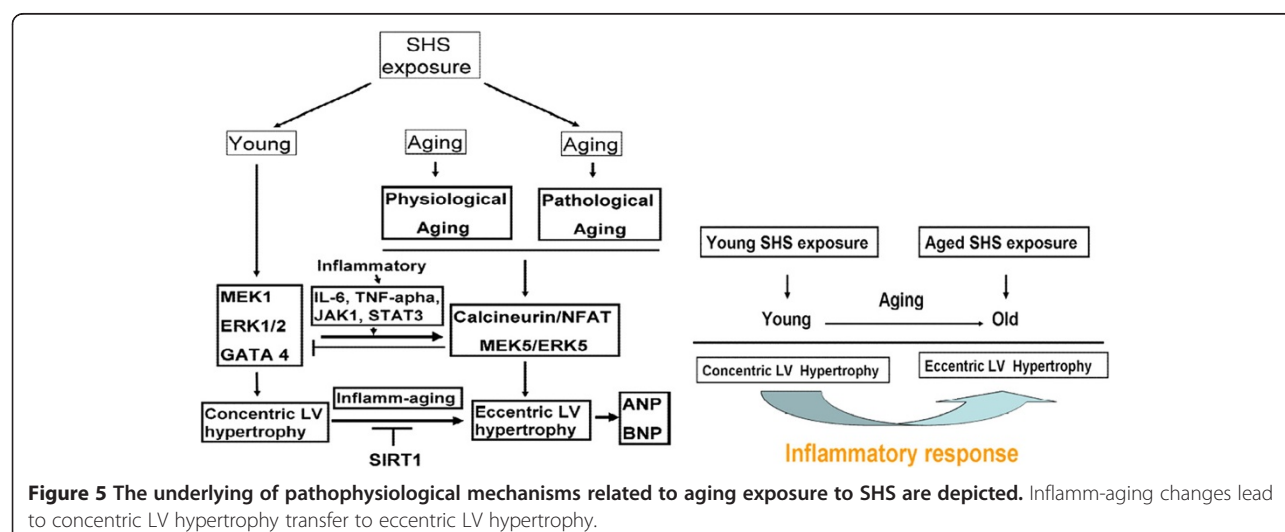 SHS
exposure
Young
Aging
Aging
Physiological
Aging
Pathological
Aging
Inflammatory
IL-6, TNF-apha,
JAK1, STAT3
MEK1
ERK1/2
GATA 4
Calcineurin/NFAT
MEK5/ERK5
Concentric LV
hypertrophy
Inflamm-aging
SIRT1
Eccentric LV
hypertrophy
ANP
BNP
Young SHS exposure
Aged SHS exposure
Aging
Young
Old
Concentric LV Hypertrophy
Eccentric LV Hypertrophy
Inflammatory response
Figure 5 The underlying of pathophysiological mechanisms related to aging exposure to SHS are depicted. Inflamm-aging changes lead
to concentric LV hypertrophy transfer to eccentric LV hypertrophy.